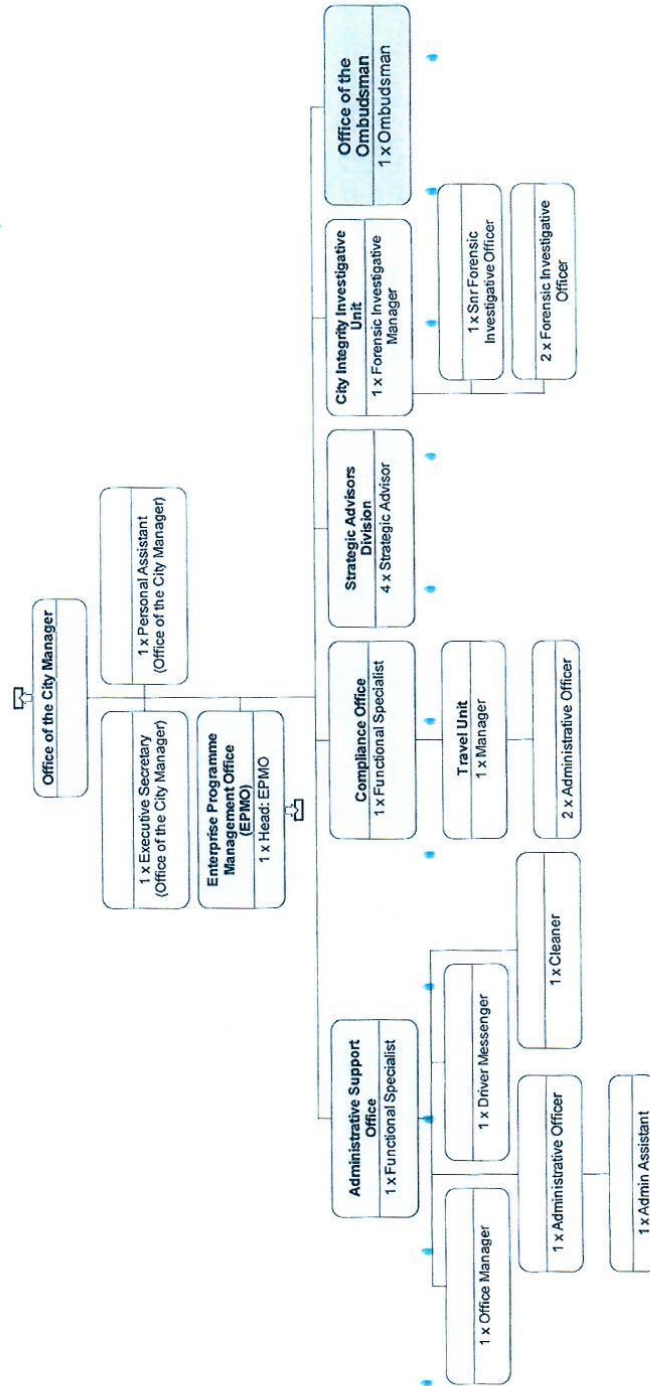 Office of the City Manager
1 x Executive Secretary
(Office of the City Manager)
1 x Personal Assistant
(Office of the City Manager)
Enterprise Programme
Management Office
(EPMO)
1 x Head: EPMO
Administrative Support
Office
1 x Functional Specialist
Compliance Office
1 x Functional Specialist
Strategic Advisors
Division
4 x Strategic Advisor
City Integrity Investigative
Unit
1 x Forensic Investigative
Manager
Office of the
Ombudsman
1 x Ombudsman
1 x Office Manager
1 x Driver Messenger
1 x Administrative Officer
1 x Cleaner
1 x Admin Assistant
Travel Unit
1 x Manager
2 x Administrative Officer
1 x Snr Forensic
Investigative Officer
2 x Forensic Investigative
Officer